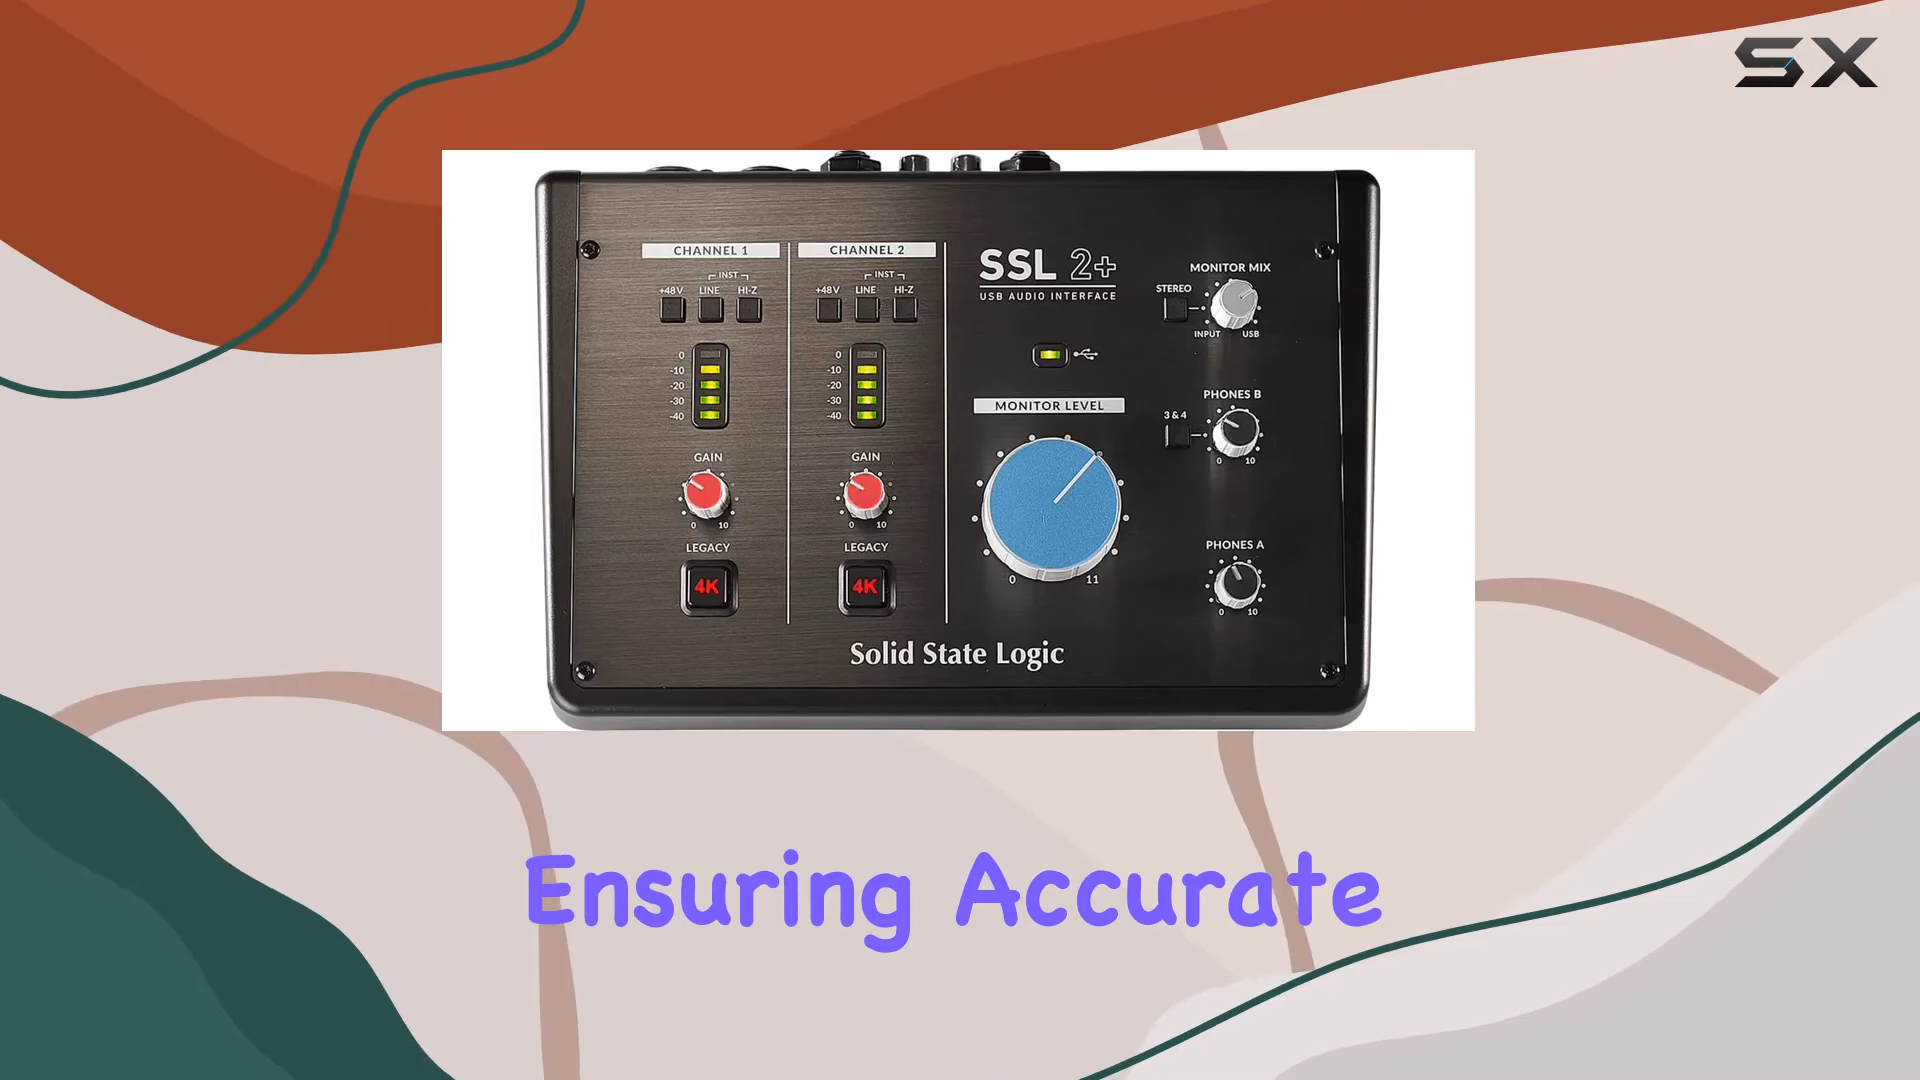 SX
CHANNEL 1
CHANNEL 2
INST
INST
+48V LINE HI-Z
+48V LINE HI-Z
0
-10
-20
-30
-40
0
-10
-20
-30
-40
GAIN
0 10
GAIN
0 10
LEGACY
4K
LEGACY
4K
SSL 2+
USB AUDIO INTERFACE
MONITOR LEVEL
0 11
MONITOR MIX
STEREO
INPUT USB
PHONES B
3 & 4
0 10
PHONES A
0 10
Solid State Logic
Ensuring Accurate